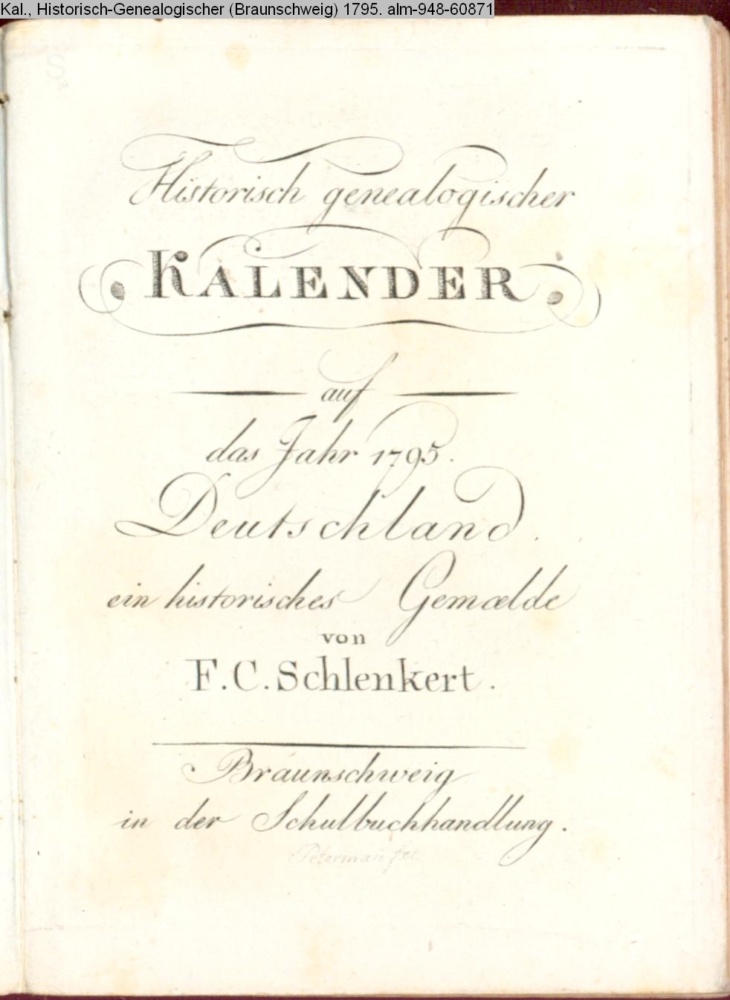 Kal., Historisch-Genealogischer (Braunschweig) 1795. alm-948-60871
Historisch genealogischer
KALENDER.
auf
das Jahr 1795.
Deutschland.
ein historisches Gemælde
von
F. C. Schlenkert.
Braunschweig
in der Schulbuchhandlung.